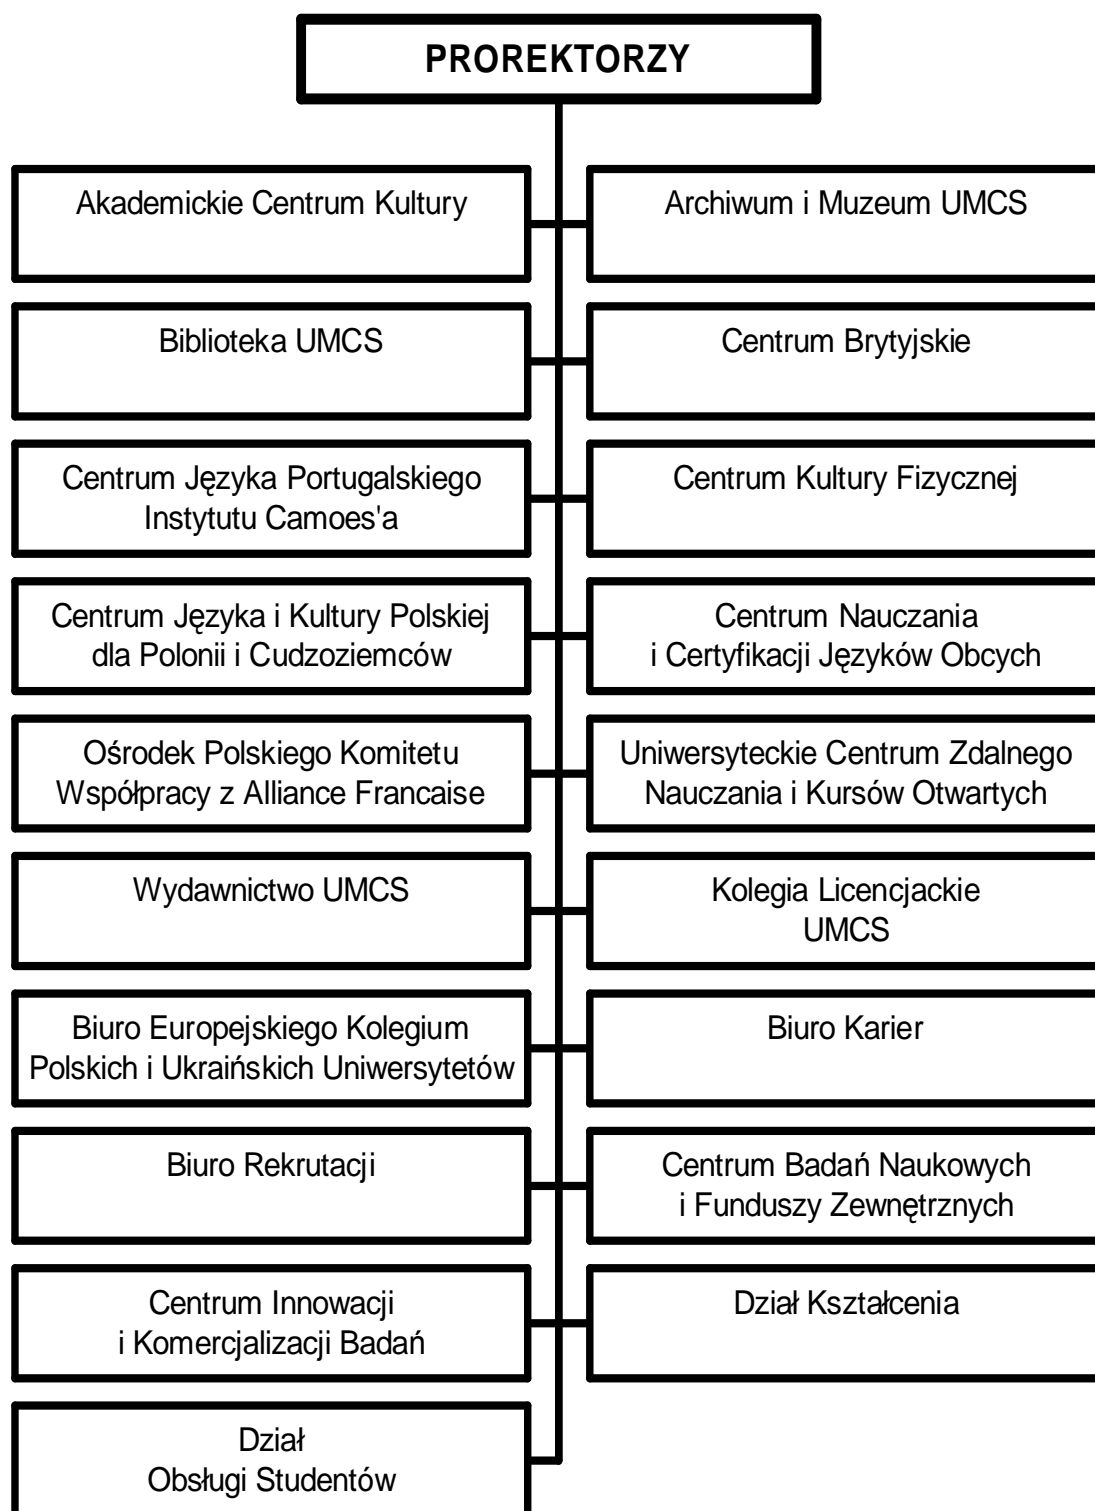 PROREKTORZY
Akademickie Centrum Kultury
Archiwum i Muzeum UMCS
Biblioteka UMCS
Centrum Brytyjskie
Centrum Języka Portugalskiego
Instytutu Camoes'a
Centrum Kultury Fizycznej
Centrum Języka i Kultury Polskiej
dla Polonii i Cudzoziemców
Centrum Nauczania
i Certyfikacji Języków Obcych
Ośrodek Polskiego Komitetu
Współpracy z Alliance Francaise
Uniwersyteckie Centrum Zdalnego
Nauczania i Kursów Otwartych
Wydawnictwo UMCS
Kolegia Licencjackie
UMCS
Biuro Europejskiego Kolegium
Polskich i Ukraińskich Uniwersytetów
Biuro Karier
Biuro Rekrutacji
Centrum Badań Naukowych
i Funduszy Zewnętrznych
Centrum Innowacji
i Komercjalizacji Badań
Dział Kształcenia
Dział
Obsługi Studentów